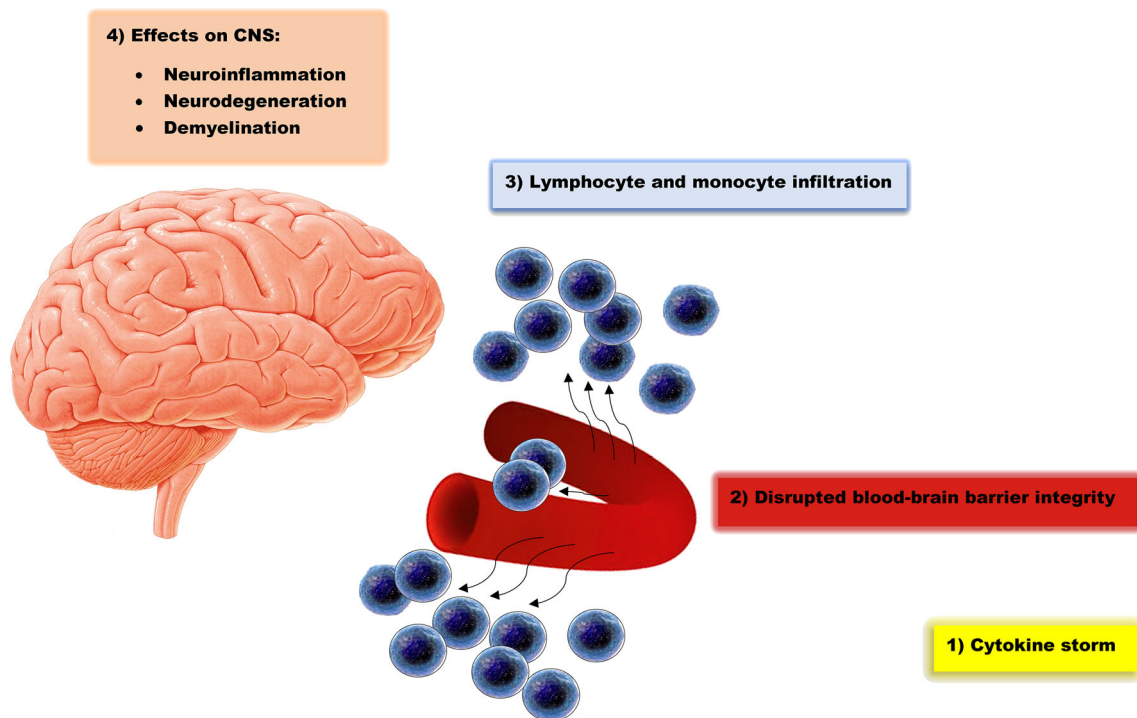 4) Effects on CNS:
• Neuroinflammation
• Neurodegeneration
• Demyelination
3) Lymphocyte and monocyte infiltration
2) Disrupted blood-brain barrier integrity
1) Cytokine storm